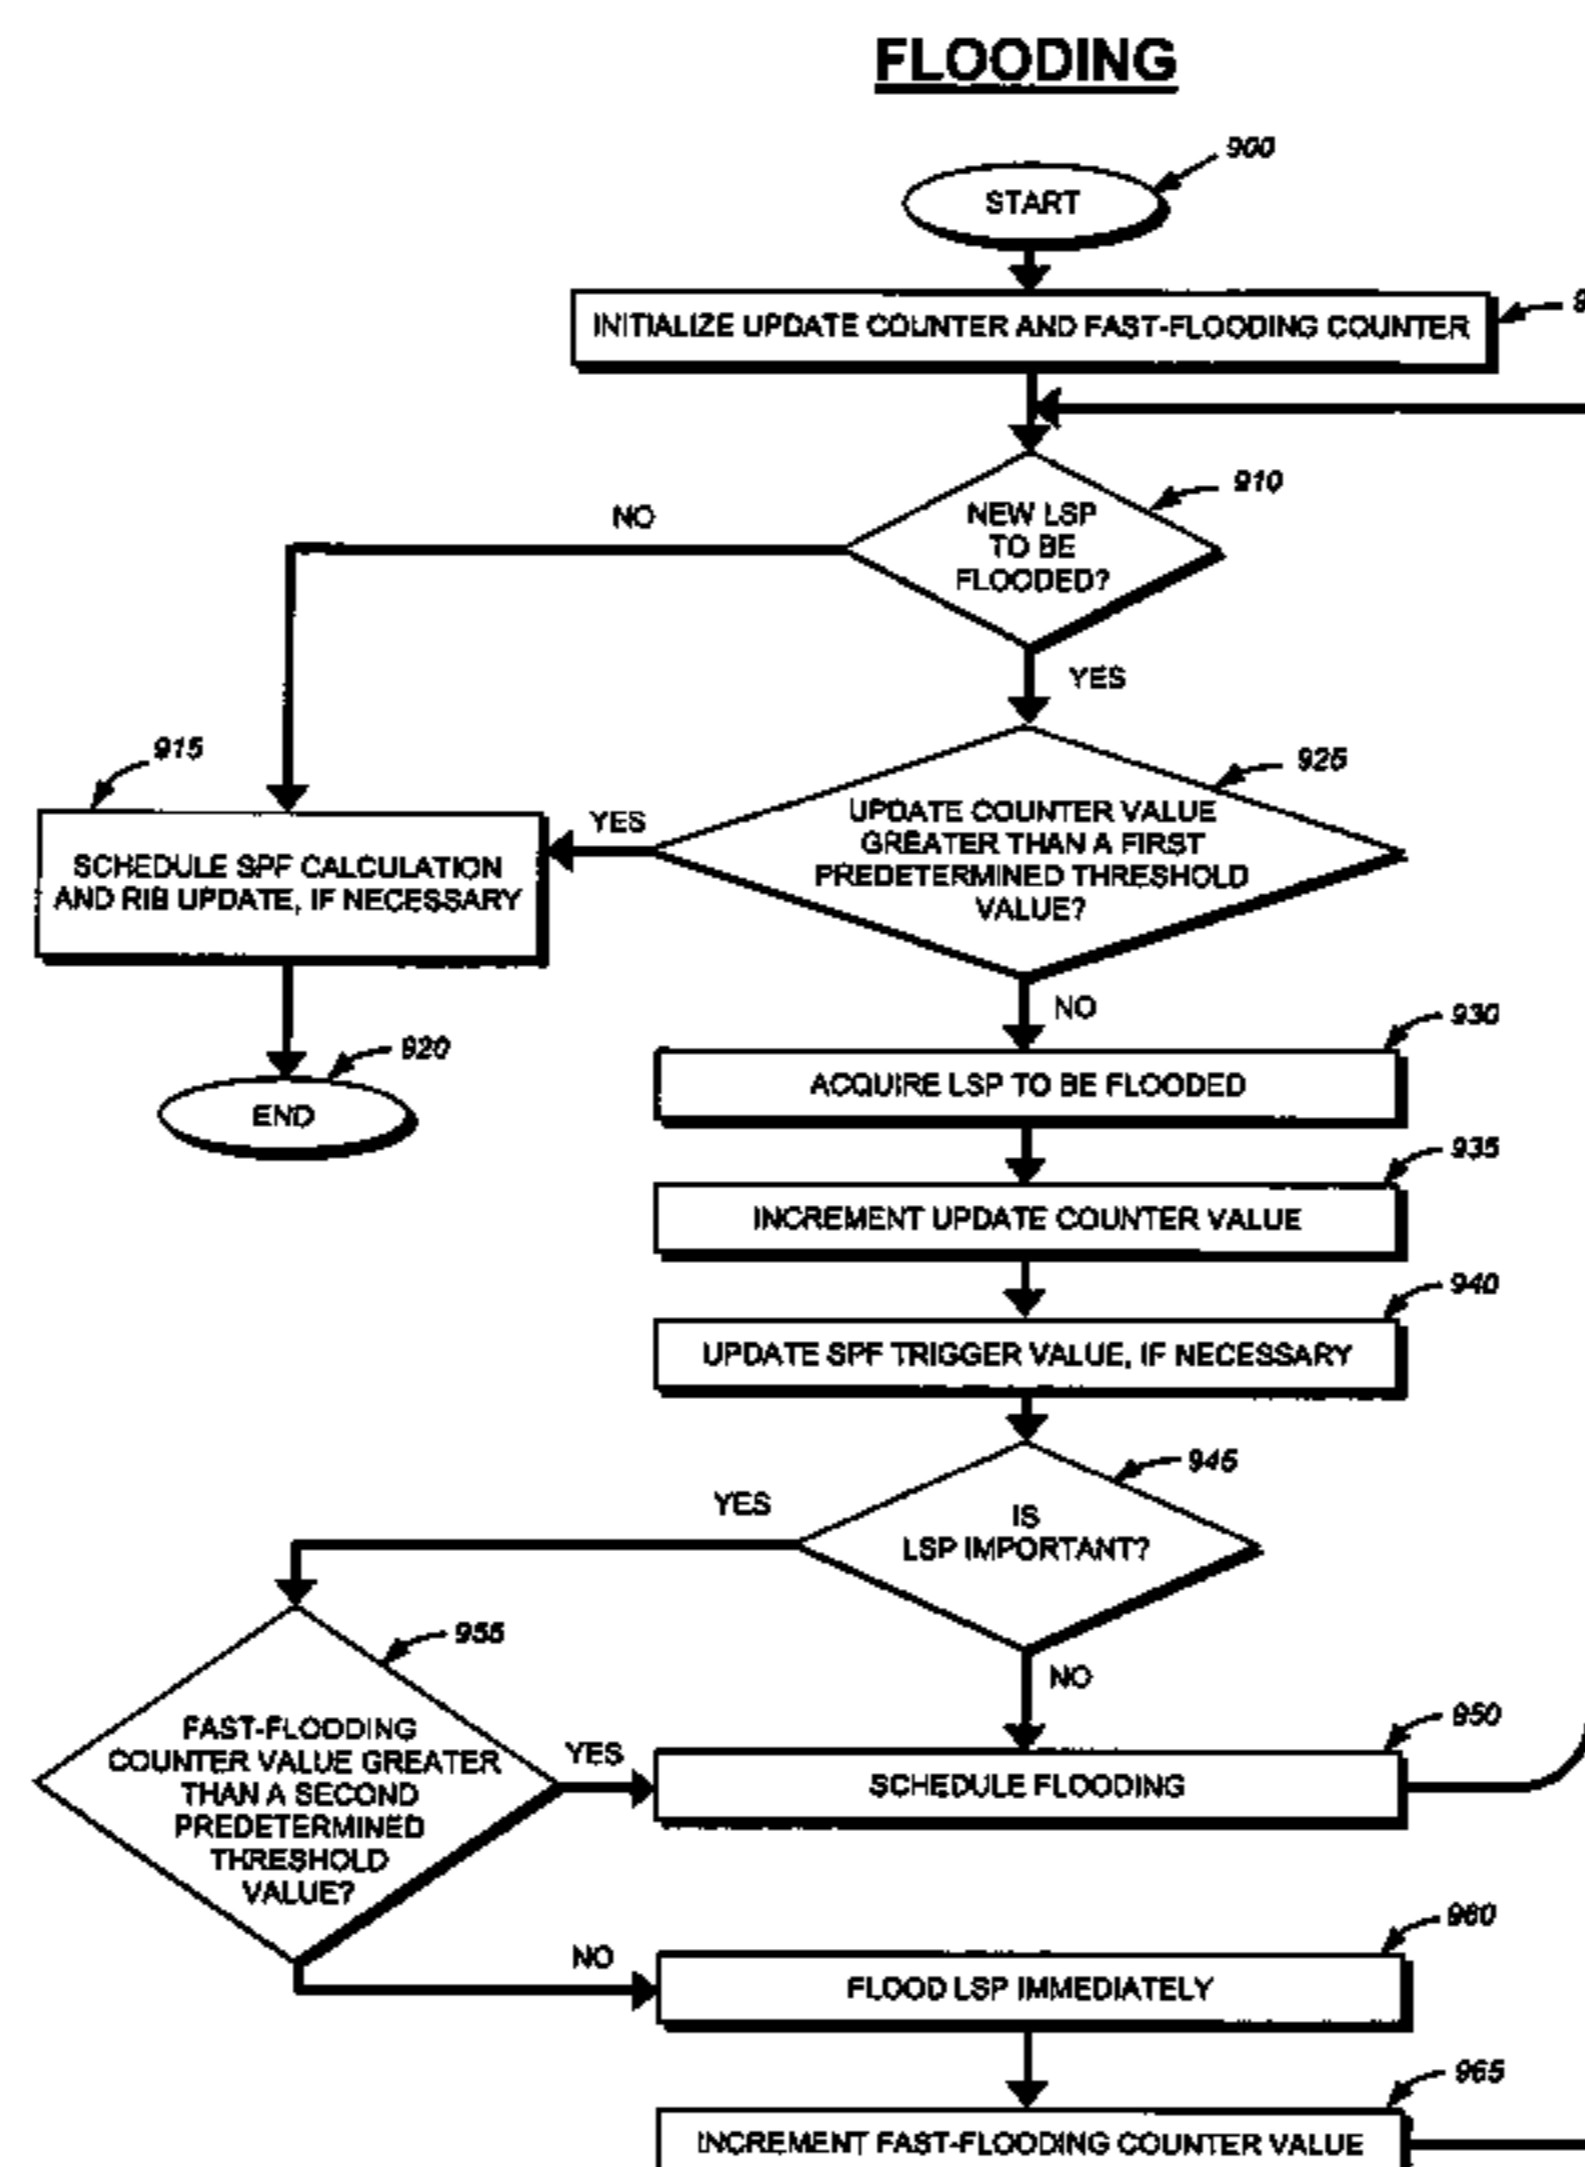 FLOODING
900
START
INITIALIZE UPDATE COUNTER AND FAST-FLOODING COUNTER
910
NEW LSP
TO BE
FLOODED?
NO
YES
915
925
UPDATE COUNTER VALUE
GREATER THAN A FIRST
PREDETERMINED THRESHOLD
VALUE?
YES
SCHEDULE SPF CALCULATION
AND RIB UPDATE, IF NECESSARY
NO
920
END
930
ACQUIRE LSP TO BE FLOODED
935
INCREMENT UPDATE COUNTER VALUE
940
UPDATE SPF TRIGGER VALUE, IF NECESSARY
945
IS
LSP IMPORTANT?
YES
NO
955
FAST-FLOODING
COUNTER VALUE GREATER
THAN A SECOND
PREDETERMINED
THRESHOLD
VALUE?
YES
950
SCHEDULE FLOODING
NO
960
FLOOD LSP IMMEDIATELY
965
INCREMENT FAST-FLOODING COUNTER VALUE